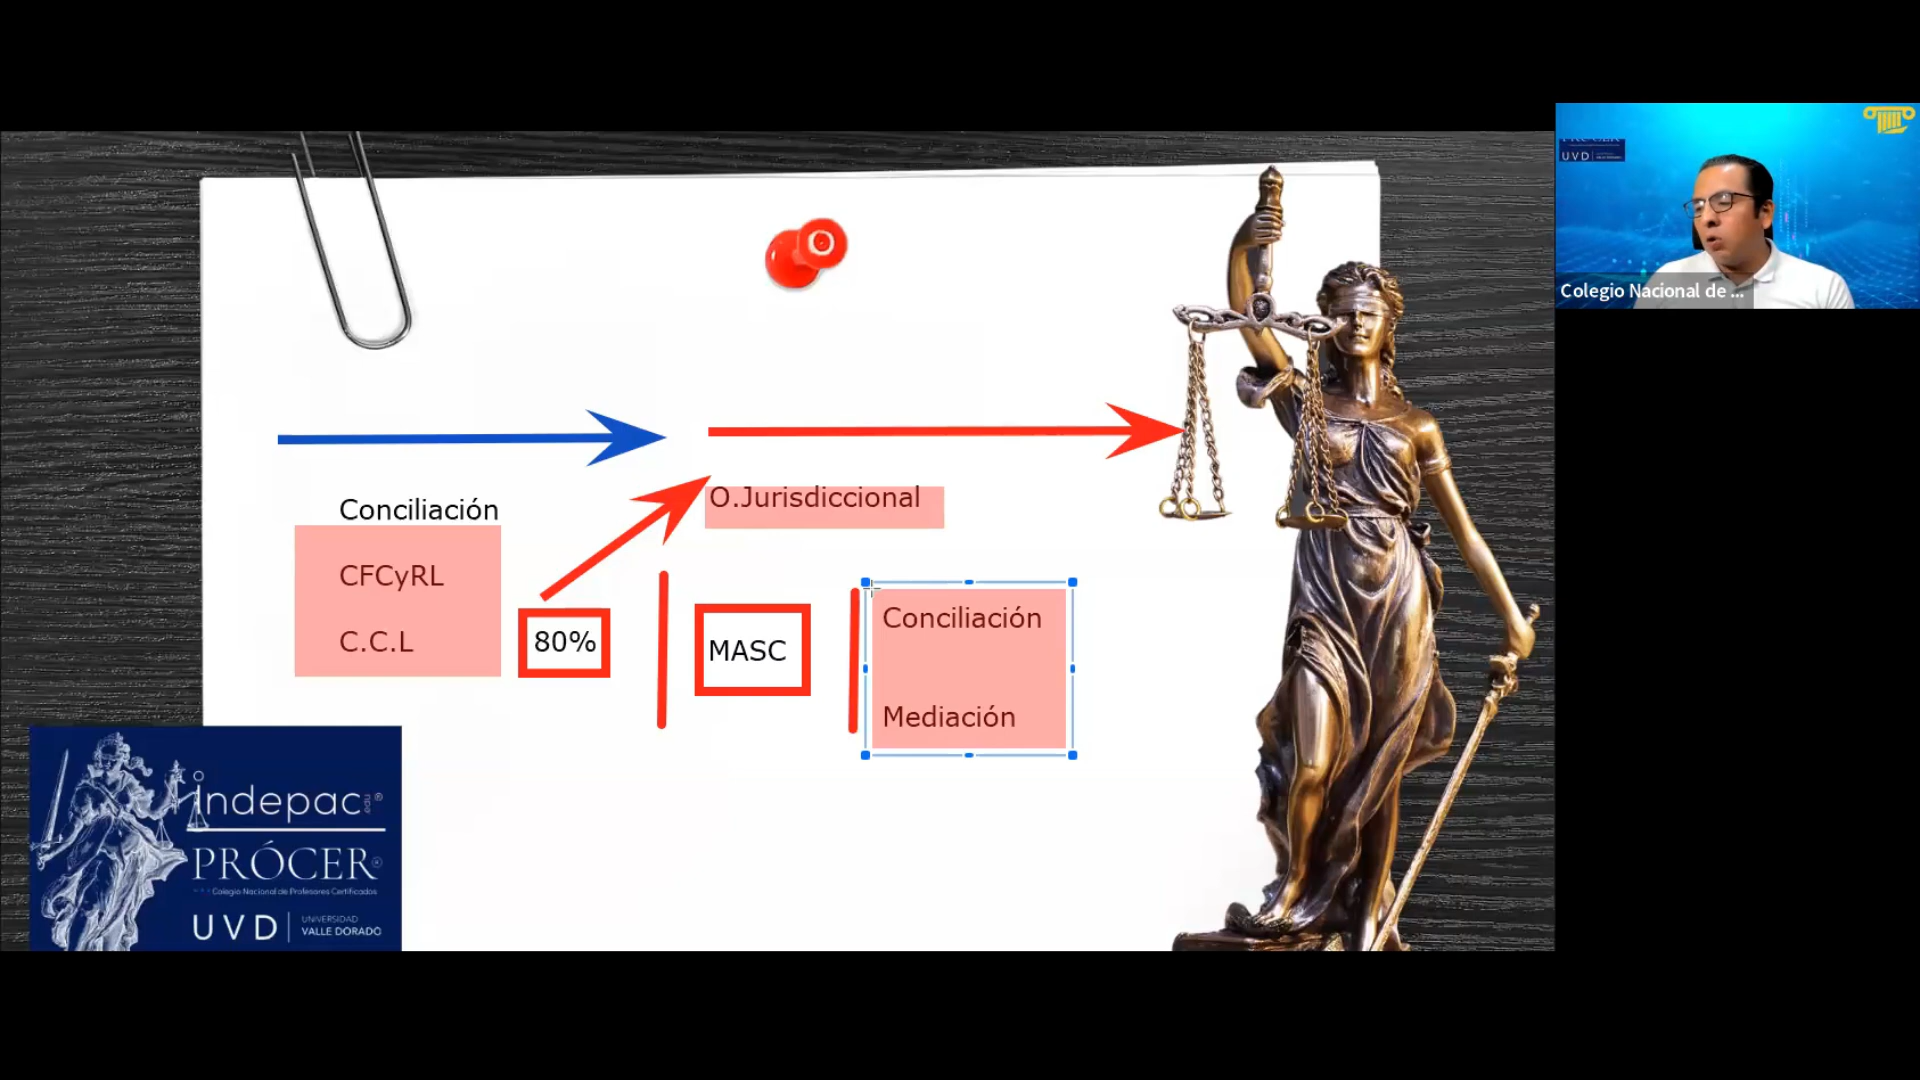 UVD
Colegio Nacional de ...
Conciliación
O.Jurisdiccional
CFCyRL
C.C.L
80%
MASC
Conciliación
Mediación
indepac
PRÓCER
Colegio Nacional de Profesores Certificados
UVD
UNIVERSIDAD
VALLE DORADO